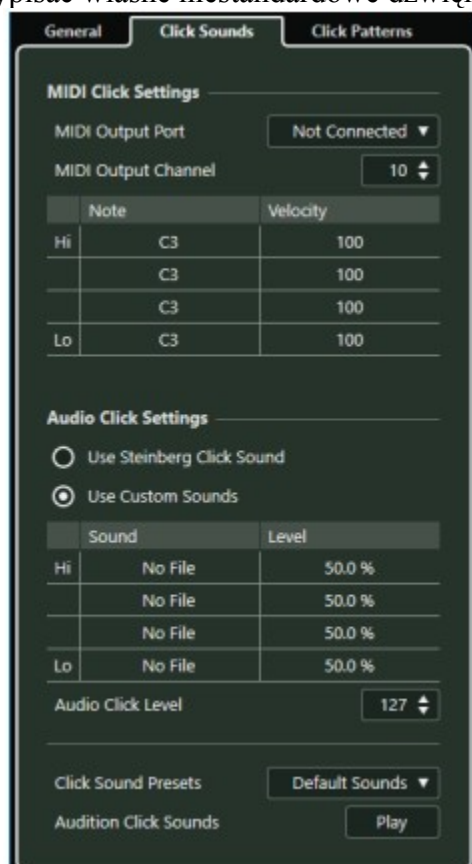 własne niestandardowe
General Click Sounds Click Patterns
MIDI Click Settings
MIDI Output Port Not Connected
MIDI Output Channel 10
Note Velocity
Hi C3 100
C3 100
C3 100
Lo C3 100
Audio Click Settings
Use Steinberg Click Sound
Use Custom Sounds
Sound Level
Hi No File 50.0 %
No File 50.0 %
No File 50.0 %
Lo No File 50.0 %
Audio Click Level 127
Click Sound Presets Default Sounds
Audition Click Sounds Play